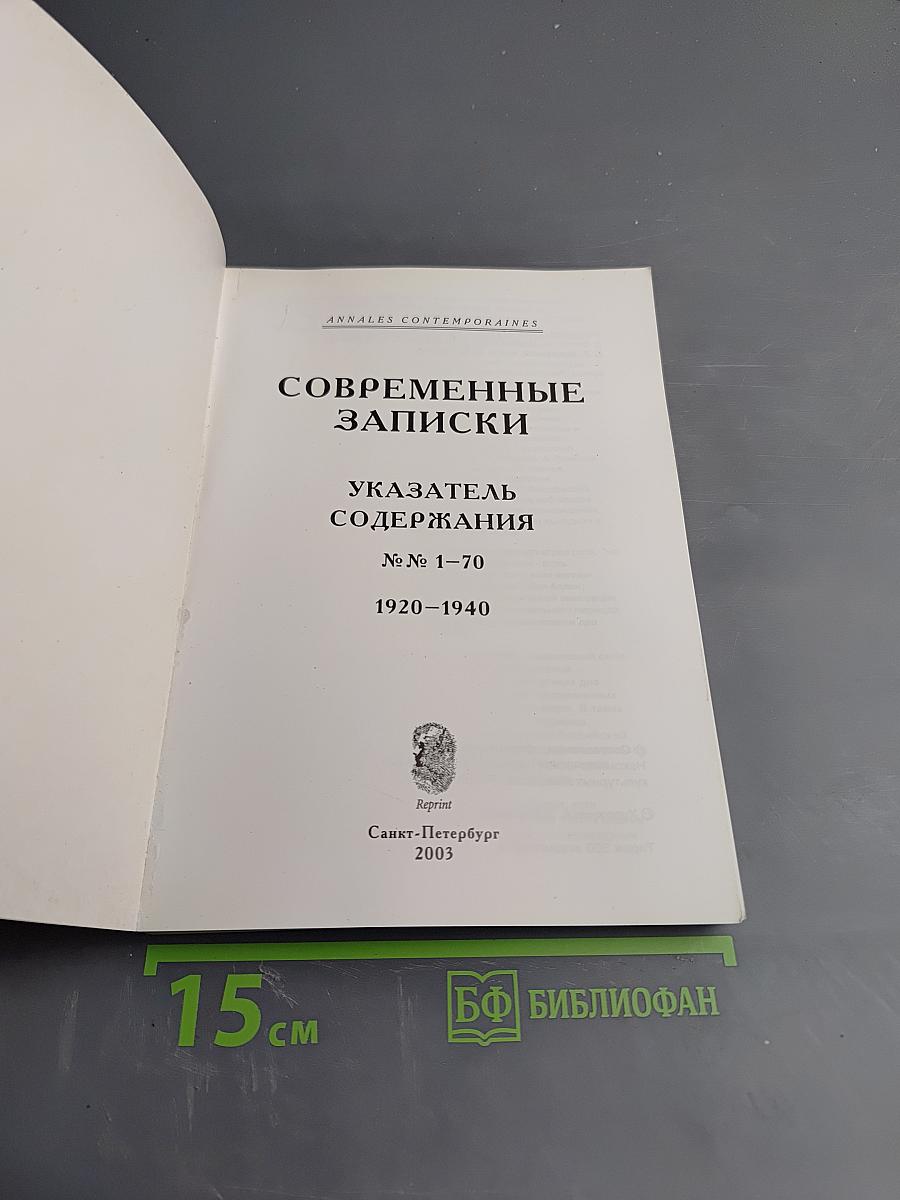 ANNALES CONTEMPORAINES
СОВРЕМЕННЫЕ
ЗАПИСКИ
УКАЗАТЕЛЬ
СОДЕРЖАНИЯ
№№ 1–70
1920–1940
Reprint
Санкт-Петербург
2003
15 см
БФ БИБЛИОФАН